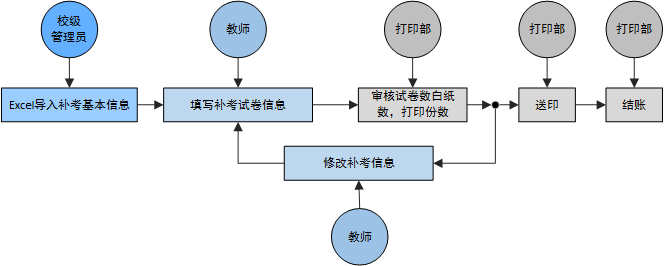 校级
管理员
教师
打印部
打印部
打印部
Excel导入补考基本信息
填写补考试卷信息
审核试卷数白纸
数，打印份数
送印
结账
修改补考信息
教师